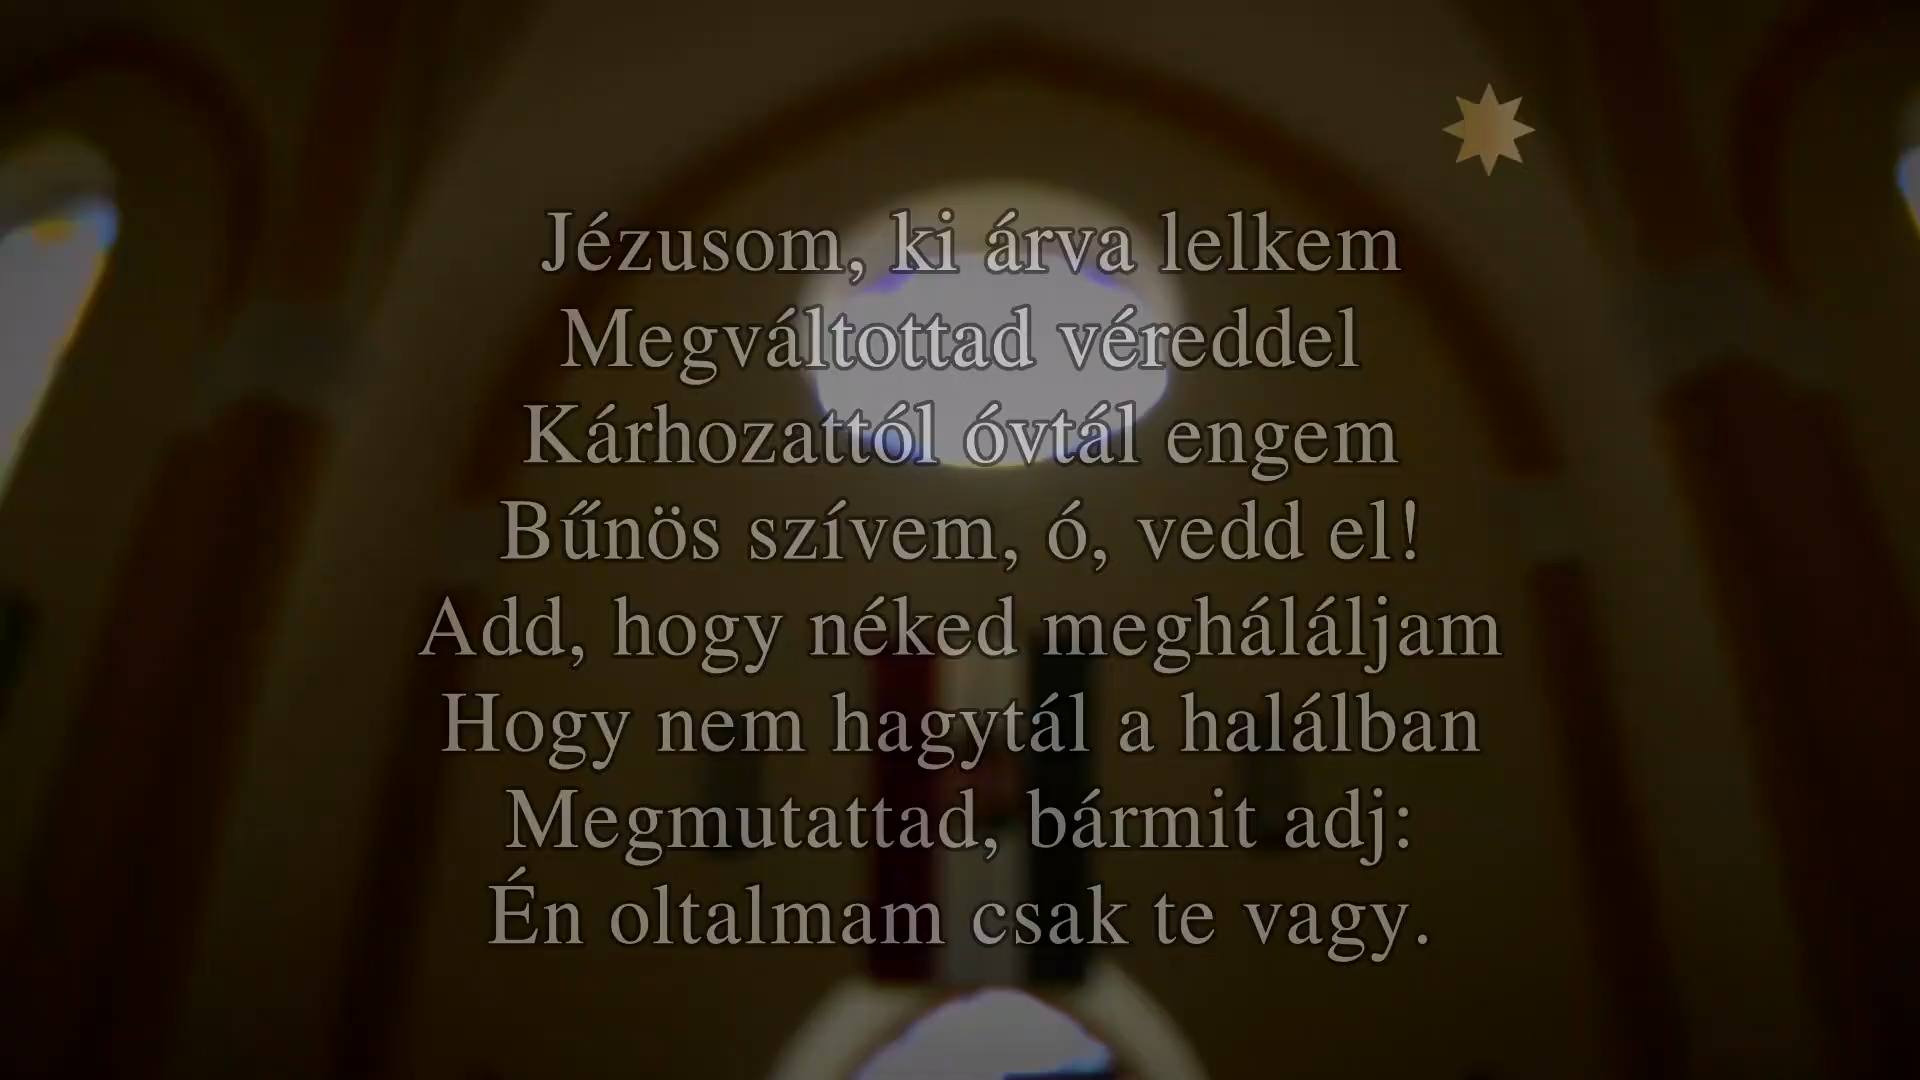 Jézusom, ki árva lelkem
Megváltottad véreddel
Kárhozattól óvtál engem
Bűnös szívem, ó, vedd el!
Add, hogy néked megháláljam
Hogy nem hagytál a halálban
Megmutattad, bármit adj:
Én oltalmam csak te vagy.